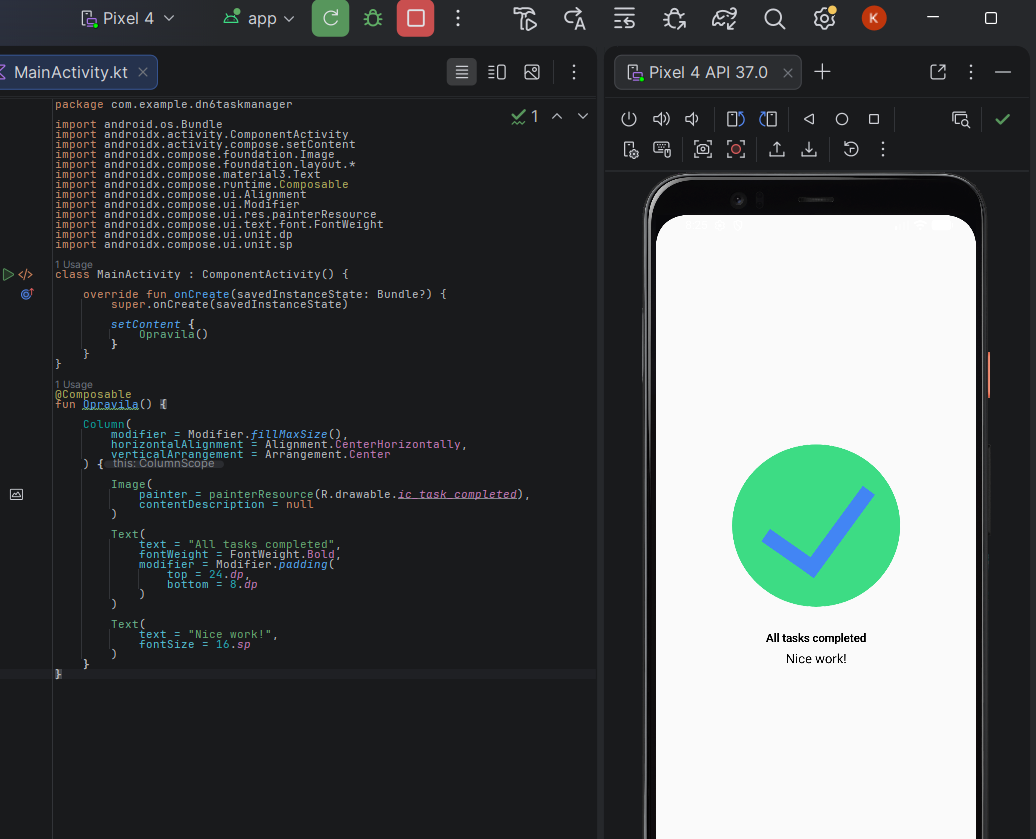 Pixel 4
app
K
MainActivity.kt
Pixel 4 API 37.0
1
package com.example.dn6taskmanager
import android.os.Bundle
import androidx.activity.ComponentActivity
import androidx.activity.compose.setContent
import androidx.compose.foundation.Image
import androidx.compose.foundation.layout.*
import androidx.compose.material3.Text
import androidx.compose.runtime.Composable
import androidx.compose.ui.Alignment
import androidx.compose.ui.Modifier
import androidx.compose.ui.res.painterResource
import androidx.compose.ui.text.font.FontWeight
import androidx.compose.ui.unit.dp
import androidx.compose.ui.unit.sp
1 Usage
class MainActivity : ComponentActivity() {
override fun onCreate(savedInstanceState: Bundle?) {
super.onCreate(savedInstanceState)
setContent {
Opravila()
}
}
}
1 Usage
@Composable
fun Opravila() {
Column(
modifier = Modifier.fillMaxSize(),
horizontalAlignment = Alignment.CenterHorizontally,
verticalArrangement = Arrangement.Center
) { this: ColumnScope
Image(
painter = painterResource(R.drawable.ic_task_completed),
contentDescription = null
)
Text(
text = "All tasks completed",
fontWeight = FontWeight.Bold,
modifier = Modifier.padding(
top = 24.dp,
bottom = 8.dp
)
)
Text(
text = "Nice work!",
fontSize = 16.sp
)
}
}
All tasks completed
Nice work!